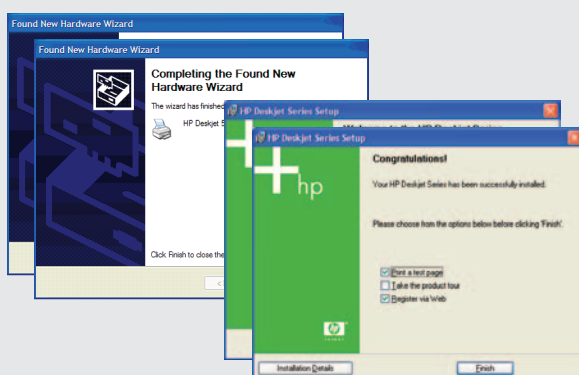 Found New Hardware Wizard
Found New Hardware Wizard
Completing the Found New
Hardware Wizard
The wizard has finished
HP Deskjet 5
Click Finish to close the
<
HP Deskjet Series Setup
HP Deskjet Series Setup
hp
Congratulations!
Your HP Deskjet Series has been successfully installed.
Please choose from the options below before clicking 'Finish'.
Print a test page
Take the product tour
Register via Web
hp
invent
Installation Details
Finish